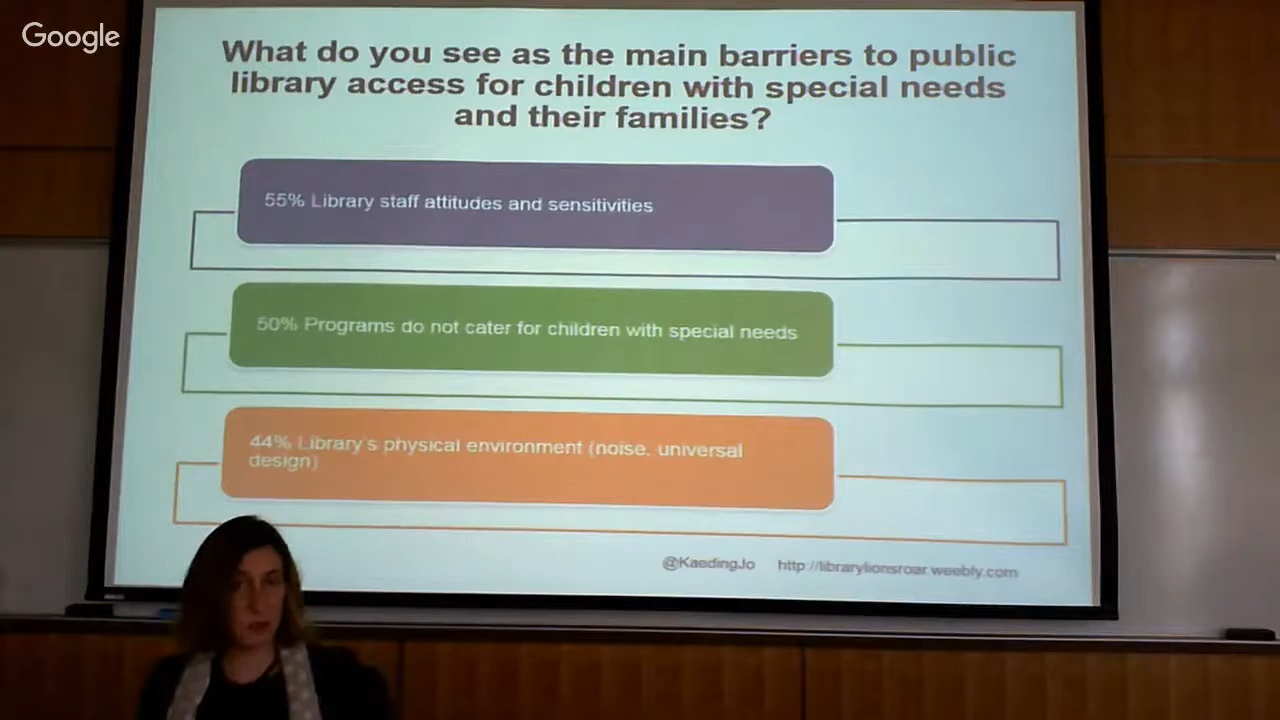 Google
What do you see as the main barriers to public
library access for children with special needs
and their families?
55% Library staff attitudes and sensitivities
50% Programs do not cater for children with special needs
44% Library's physical environment (noise, universal
design)
@KaedingJo http://librarylionsroar.weebly.com